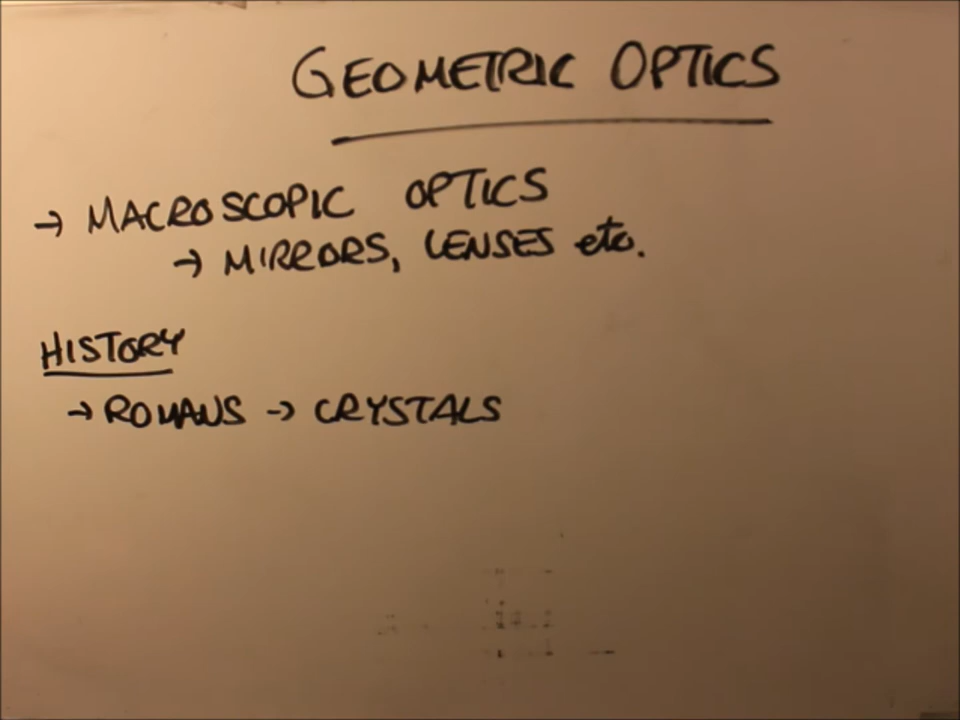 GEOMETRIC OPTICS
→ MACROSCOPIC OPTICS
→ MIRRORS, LENSES etc.
HISTORY
→ ROMANS → CRYSTALS